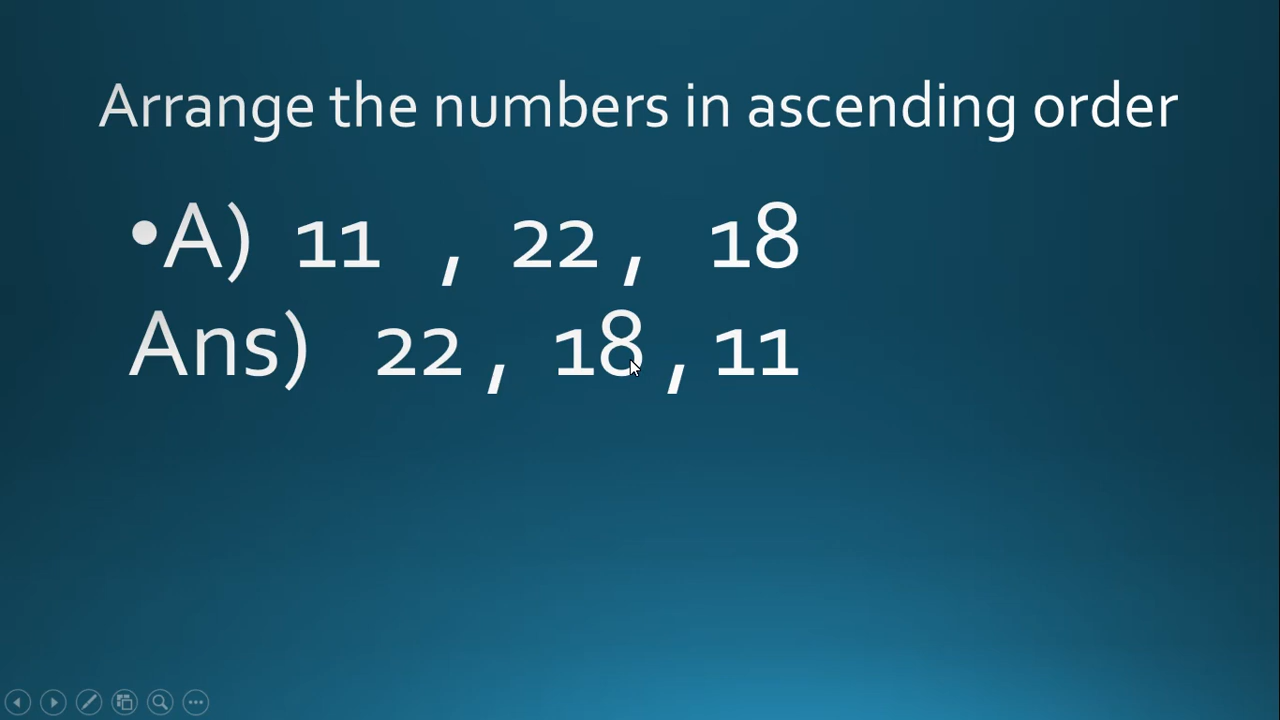 Arrange the numbers in ascending order
•A) 11 , 22 , 18
Ans) 22 , 18 , 11